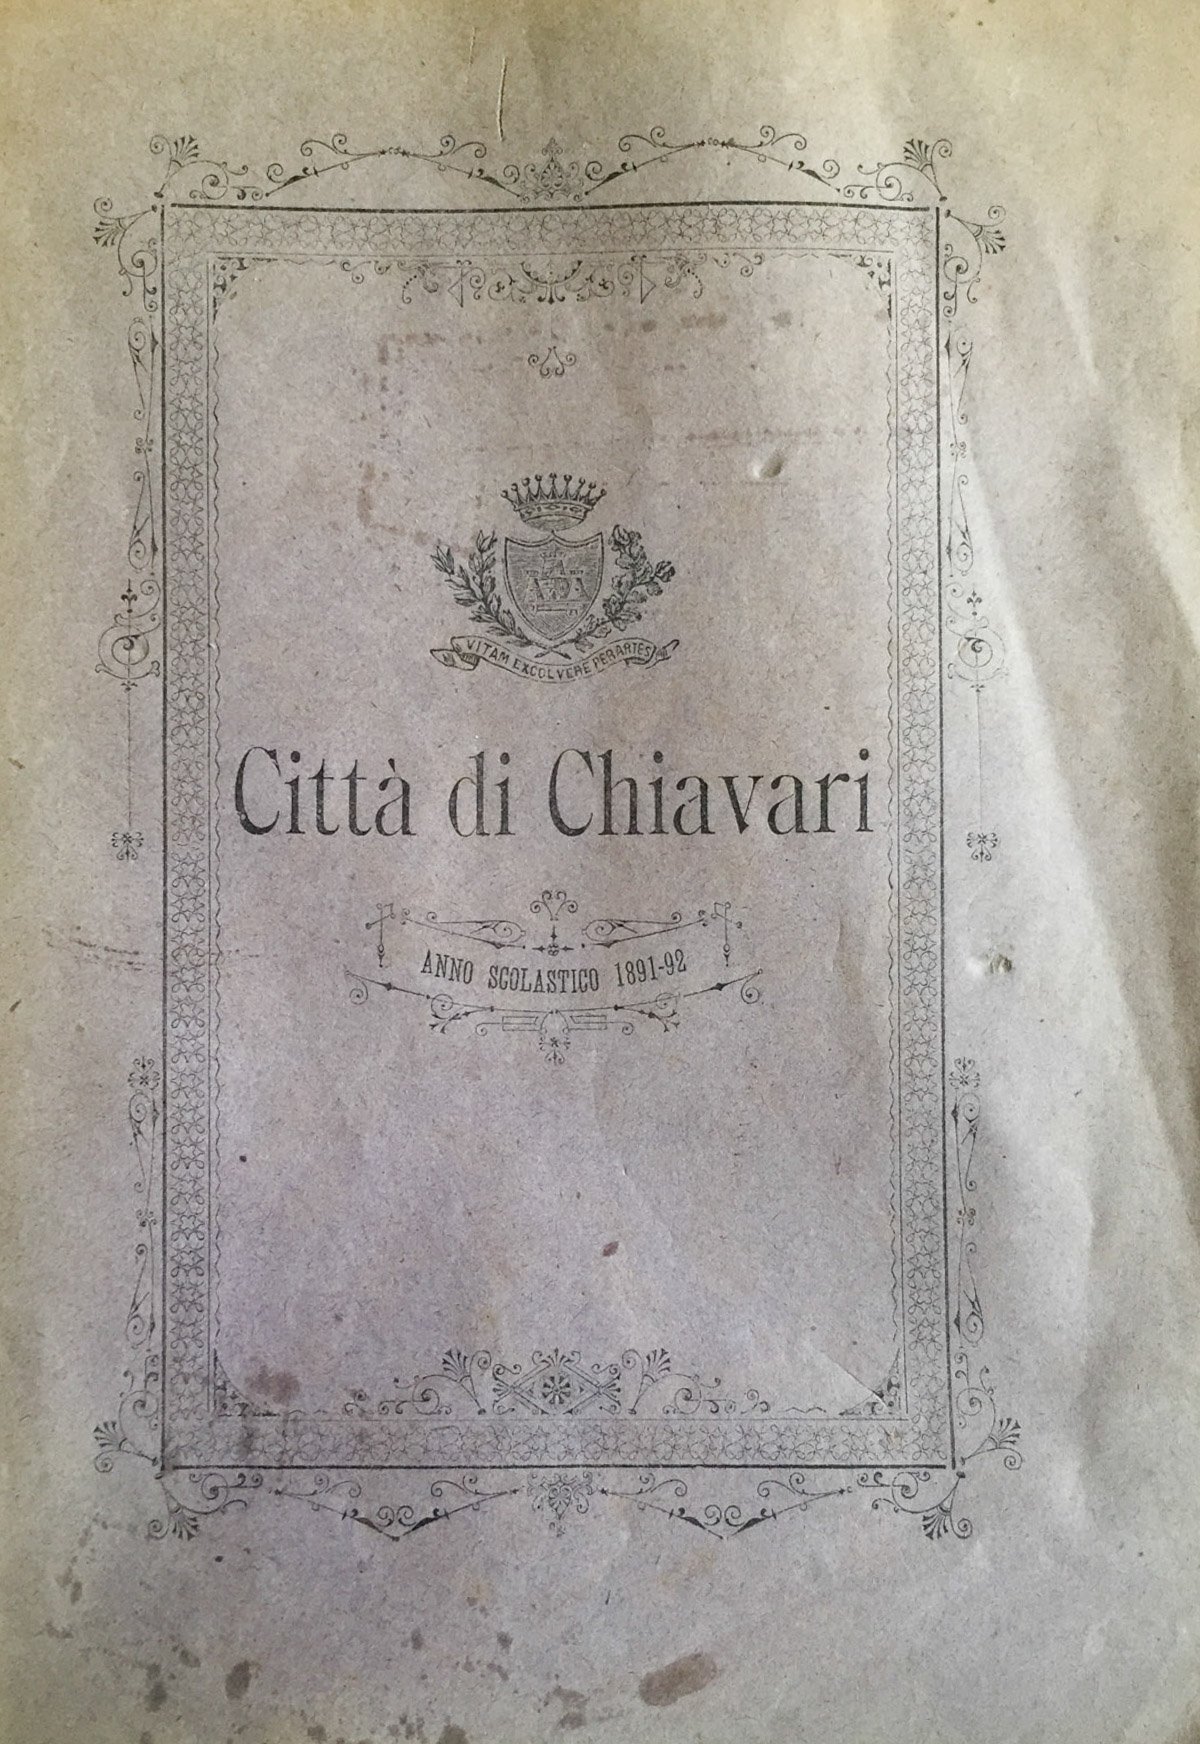 VITAM EXCOLVERE PER ARTES
Città di Chiavari
ANNO SCOLASTICO 1891-92